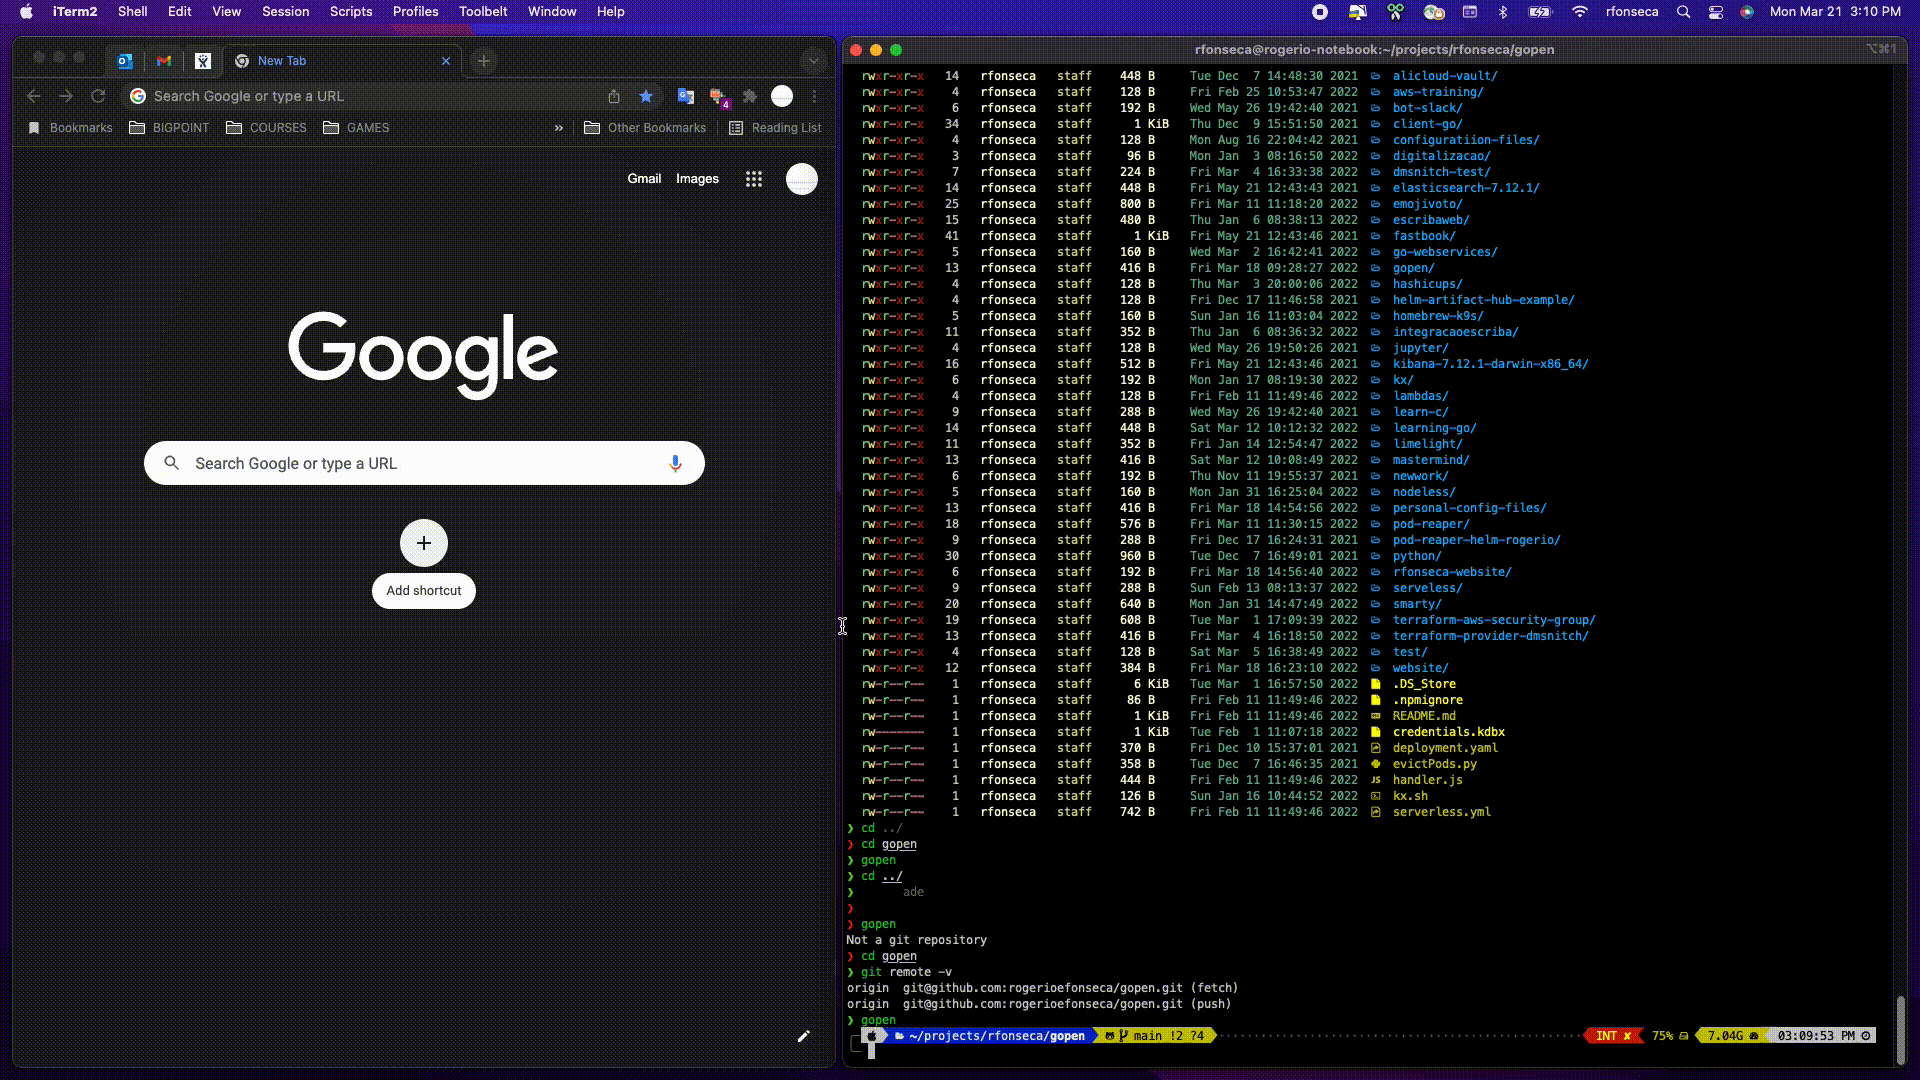 iTerm2 Shell Edit View Session Scripts Profiles Toolbelt Window Help rfonseca Mon Mar 21 3:10 PM
New Tab
Search Google or type a URL 4
Bookmarks BIGPOINT COURSES GAMES » Other Bookmarks Reading List
Gmail Images
Google
Search Google or type a URL
Add shortcut
rfonseca@rogerio-notebook:~/projects/rfonseca/gopen ⌥⌘1
rwxr-xr-x 14 rfonseca staff 448 B Tue Dec 7 14:48:30 2021 alicloud-vault/
rwxr-xr-x 4 rfonseca staff 128 B Fri Feb 25 10:53:47 2022 aws-training/
rwxr-xr-x 6 rfonseca staff 192 B Wed May 26 19:42:40 2021 bot-slack/
rwxr-xr-x 34 rfonseca staff 1 KiB Thu Dec 9 15:51:50 2021 client-go/
rwxr-xr-x 4 rfonseca staff 128 B Mon Aug 16 22:04:42 2021 configuratiion-files/
rwxr-xr-x 3 rfonseca staff 96 B Mon Jan 3 08:16:50 2022 digitalizacao/
rwxr-xr-x 7 rfonseca staff 224 B Fri Mar 4 16:33:38 2022 dmsnitch-test/
rwxr-xr-x 14 rfonseca staff 448 B Fri May 21 12:43:43 2021 elasticsearch-7.12.1/
rwxr-xr-x 25 rfonseca staff 800 B Fri Mar 11 11:18:20 2022 emojivoto/
rwxr-xr-x 15 rfonseca staff 480 B Thu Jan 6 08:38:13 2022 escribaweb/
rwxr-xr-x 41 rfonseca staff 1 KiB Fri May 21 12:43:46 2021 fastbook/
rwxr-xr-x 5 rfonseca staff 160 B Wed Mar 2 16:42:41 2022 go-webservices/
rwxr-xr-x 13 rfonseca staff 416 B Fri Mar 18 09:28:27 2022 gopen/
rwxr-xr-x 4 rfonseca staff 128 B Thu Mar 3 20:00:06 2022 hashicups/
rwxr-xr-x 4 rfonseca staff 128 B Fri Dec 17 11:46:58 2021 helm-artifact-hub-example/
rwxr-xr-x 5 rfonseca staff 160 B Sun Jan 16 11:03:04 2022 homebrew-k9s/
rwxr-xr-x 11 rfonseca staff 352 B Thu Jan 6 08:36:32 2022 integracaoescriba/
rwxr-xr-x 4 rfonseca staff 128 B Wed May 26 19:50:26 2021 jupyter/
rwxr-xr-x 16 rfonseca staff 512 B Fri May 21 12:43:46 2021 kibana-7.12.1-darwin-x86_64/
rwxr-xr-x 6 rfonseca staff 192 B Mon Jan 17 08:19:30 2022 kx/
rwxr-xr-x 4 rfonseca staff 128 B Fri Feb 11 11:49:46 2022 lambdas/
rwxr-xr-x 9 rfonseca staff 288 B Wed May 26 19:42:40 2021 learn-c/
rwxr-xr-x 14 rfonseca staff 448 B Sat Mar 12 10:12:32 2022 learning-go/
rwxr-xr-x 11 rfonseca staff 352 B Fri Jan 14 12:54:47 2022 limelight/
rwxr-xr-x 13 rfonseca staff 416 B Sat Mar 12 10:08:49 2022 mastermind/
rwxr-xr-x 6 rfonseca staff 192 B Thu Nov 11 19:55:37 2021 newwork/
rwxr-xr-x 5 rfonseca staff 160 B Mon Jan 31 16:25:04 2022 nodeless/
rwxr-xr-x 13 rfonseca staff 416 B Fri Mar 18 14:54:56 2022 personal-config-files/
rwxr-xr-x 18 rfonseca staff 576 B Fri Mar 11 11:30:15 2022 pod-reaper/
rwxr-xr-x 9 rfonseca staff 288 B Fri Dec 17 16:24:31 2021 pod-reaper-helm-rogerio/
rwxr-xr-x 30 rfonseca staff 960 B Tue Dec 7 16:49:01 2021 python/
rwxr-xr-x 6 rfonseca staff 192 B Fri Mar 18 14:56:40 2022 rfonseca-website/
rwxr-xr-x 9 rfonseca staff 288 B Sun Feb 13 08:13:37 2022 serveless/
rwxr-xr-x 20 rfonseca staff 640 B Mon Jan 31 14:47:49 2022 smarty/
rwxr-xr-x 19 rfonseca staff 608 B Tue Mar 1 17:09:39 2022 terraform-aws-security-group/
rwxr-xr-x 13 rfonseca staff 416 B Fri Mar 4 16:18:50 2022 terraform-provider-dmsnitch/
rwxr-xr-x 4 rfonseca staff 128 B Sat Mar 5 16:38:49 2022 test/
rwxr-xr-x 12 rfonseca staff 384 B Fri Mar 18 16:23:10 2022 website/
rw-r--r-- 1 rfonseca staff 6 KiB Tue Mar 1 16:57:50 2022 .DS_Store
rw-r--r-- 1 rfonseca staff 86 B Fri Feb 11 11:49:46 2022 .npmignore
rw-r--r-- 1 rfonseca staff 1 KiB Fri Feb 11 11:49:46 2022 README.md
rw------- 1 rfonseca staff 1 KiB Tue Feb 1 11:07:18 2022 credentials.kdbx
rw-r--r-- 1 rfonseca staff 370 B Fri Dec 10 15:37:01 2021 deployment.yaml
rw-r--r-- 1 rfonseca staff 358 B Tue Dec 7 16:46:35 2021 evictPods.py
rw-r--r-- 1 rfonseca staff 444 B Fri Feb 11 11:49:46 2022 JS handler.js
rw-r--r-- 1 rfonseca staff 126 B Sun Jan 16 10:44:52 2022 kx.sh
rw-r--r-- 1 rfonseca staff 742 B Fri Feb 11 11:49:46 2022 serverless.yml
❯ cd ../
❯ cd gopen
❯ gopen
❯ cd ../
❯ ade
❯
❯ gopen
Not a git repository
❯ cd gopen
❯ git remote -v
origin git@github.com:rogerioefonseca/gopen.git (fetch)
origin git@github.com:rogerioefonseca/gopen.git (push)
❯ gopen
~/projects/rfonseca/gopen main !2 ?4 INT ✘ 75% 7.04G 03:09:53 PM